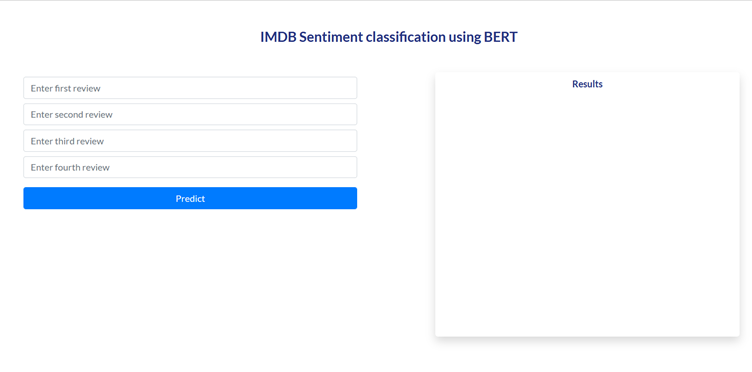 IMDB Sentiment classification using BERT
Enter first review
Enter second review
Enter third review
Enter fourth review
Predict
Results